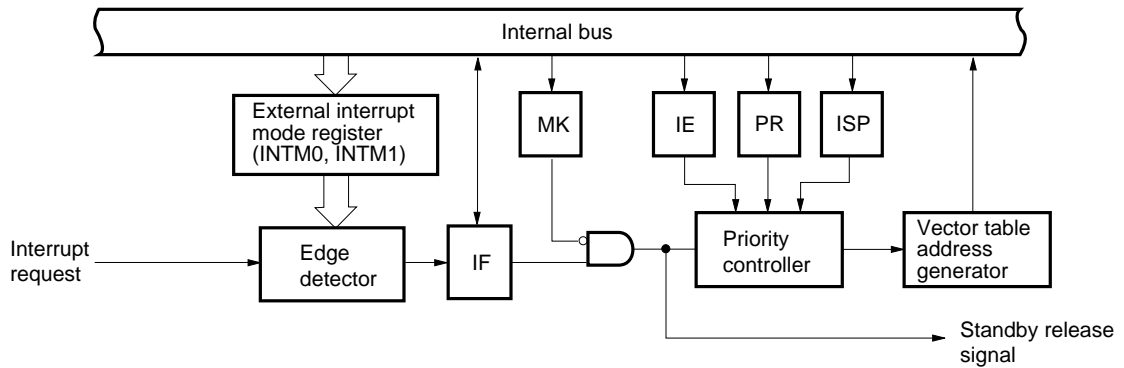 Internal bus
External interrupt
mode register
(INTM0, INTM1)
MK
IE
PR
ISP
Interrupt
request
Edge
detector
IF
Priority
controller
Vector table
address
generator
Standby release
signal